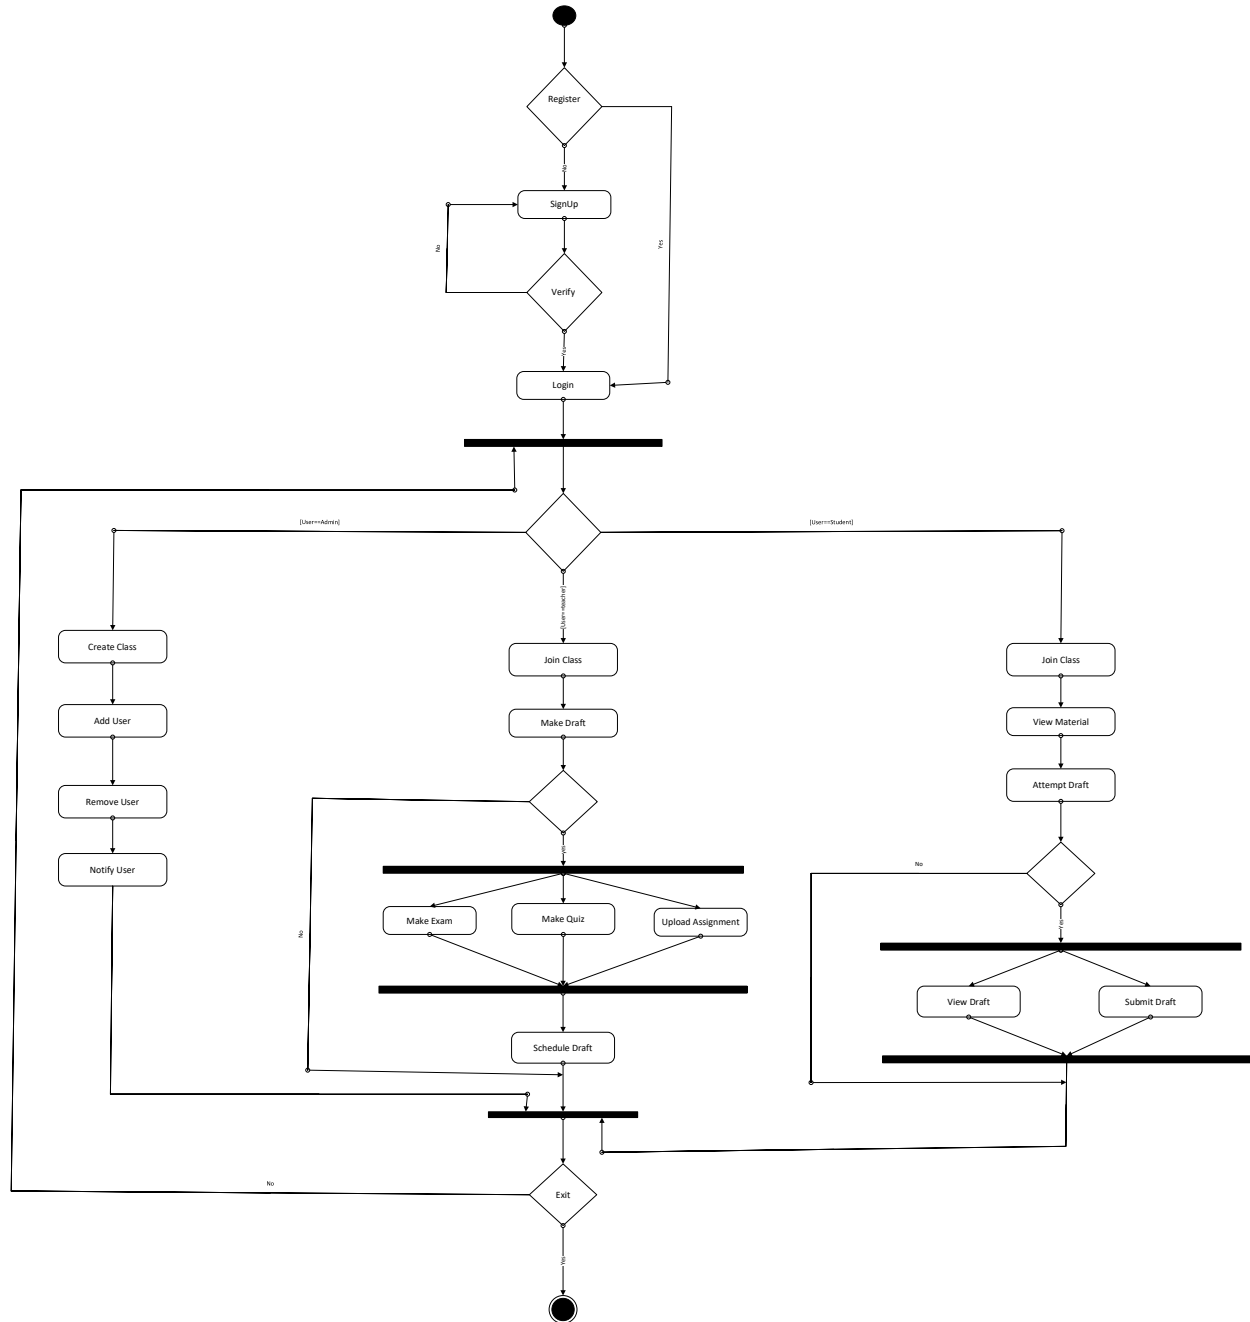 Register
No
SignUp
No
Yes
Verify
Yes
Login
[User==Admin]
[User==Student]
[User==teacher]
Create Class
Join Class
Join Class
Add User
Make Draft
View Material
Remove User
Attempt Draft
Notify User
yes
No
Make Exam
Make Quiz
Upload Assignment
No
Yes
View Draft
Submit Draft
Schedule Draft
No
Exit
Yes